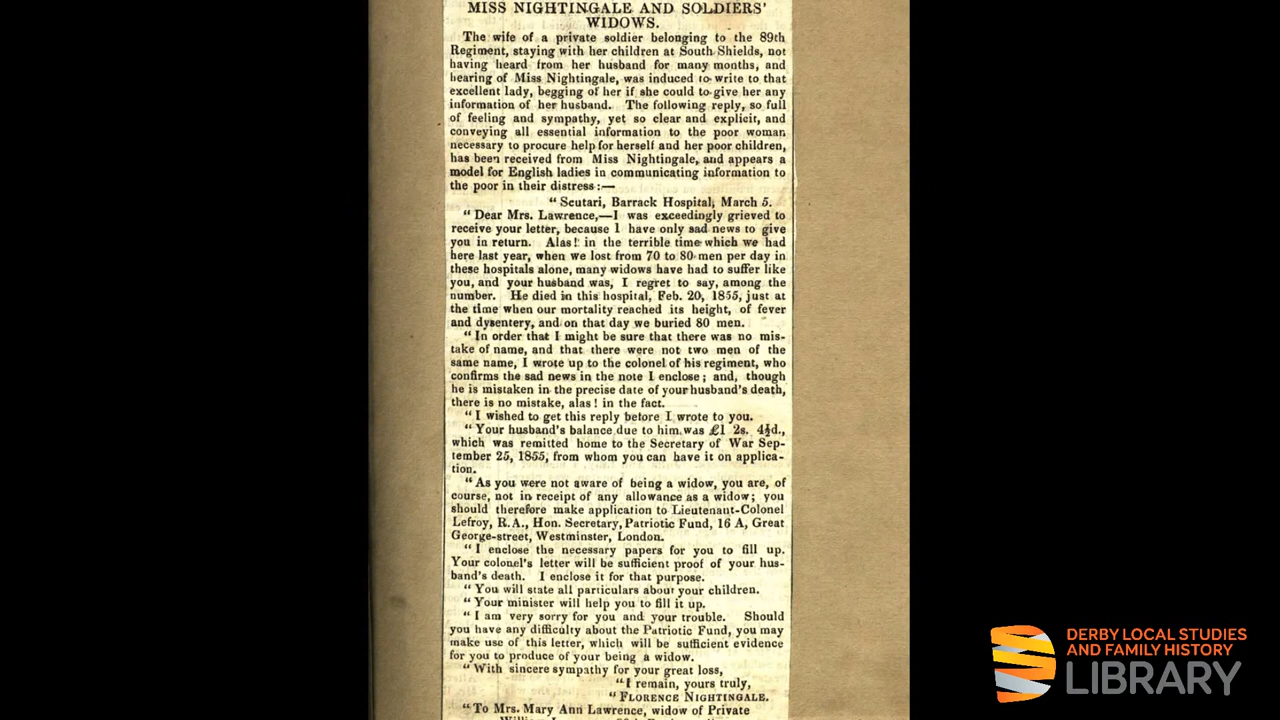 MISS NIGHTINGALE AND SOLDIERS'
WIDOWS.
The wife of a private soldier belonging to the 89th
Regiment, staying with her children at South Shields, not
having heard from her husband for many months, and
hearing of Miss Nightingale, was induced to write to that
excellent lady, begging of her if she could to give her any
information of her husband. The following reply, so full
of feeling and sympathy, yet so clear and explicit, and
conveying all essential information to the poor woman
necessary to procure help for herself and her poor children,
has been received from Miss Nightingale, and appears a
model for English ladies in communicating information to
the poor in their distress:—
"Scutari, Barrack Hospital, March 5.
"Dear Mrs. Lawrence,—I was exceedingly grieved to
receive your letter, because I have only sad news to give
you in return. Alas! in the terrible time which we had
here last year, when we lost from 70 to 80 men per day in
these hospitals alone, many widows have had to suffer like
you, and your husband was, I regret to say, among the
number. He died in this hospital, Feb. 20, 1855, just at
the time when our mortality reached its height, of fever
and dysentery, and on that day we buried 80 men.
"In order that I might be sure that there was no mis-
take of name, and that there were not two men of the
same name, I wrote up to the colonel of his regiment, who
confirms the sad news in the note I enclose; and, though
he is mistaken in the precise date of your husband's death,
there is no mistake, alas! in the fact.
"I wished to get this reply before I wrote to you.
"Your husband's balance due to him was £1 2s. 4½d.,
which was remitted home to the Secretary of War Sep-
tember 25, 1855, from whom you can have it on applica-
tion.
"As you were not aware of being a widow, you are, of
course, not in receipt of any allowance as a widow; you
should therefore make application to Lieutenant-Colonel
Lefroy, R.A., Hon. Secretary, Patriotic Fund, 16 A, Great
George-street, Westminster, London.
"I enclose the necessary papers for you to fill up.
Your colonel's letter will be sufficient proof of your hus-
band's death. I enclose it for that purpose.
"You will state all particulars about your children.
"Your minister will help you to fill it up.
"I am very sorry for you and your trouble. Should
you have any difficulty about the Patriotic Fund, you may
make use of this letter, which will be sufficient evidence
for you to produce of your being a widow.
"With sincere sympathy for your great loss,
"I remain, yours truly,
"FLORENCE NIGHTINGALE.
"To Mrs. Mary Ann Lawrence, widow of Private
DERBY LOCAL STUDIES
AND FAMILY HISTORY
LIBRARY